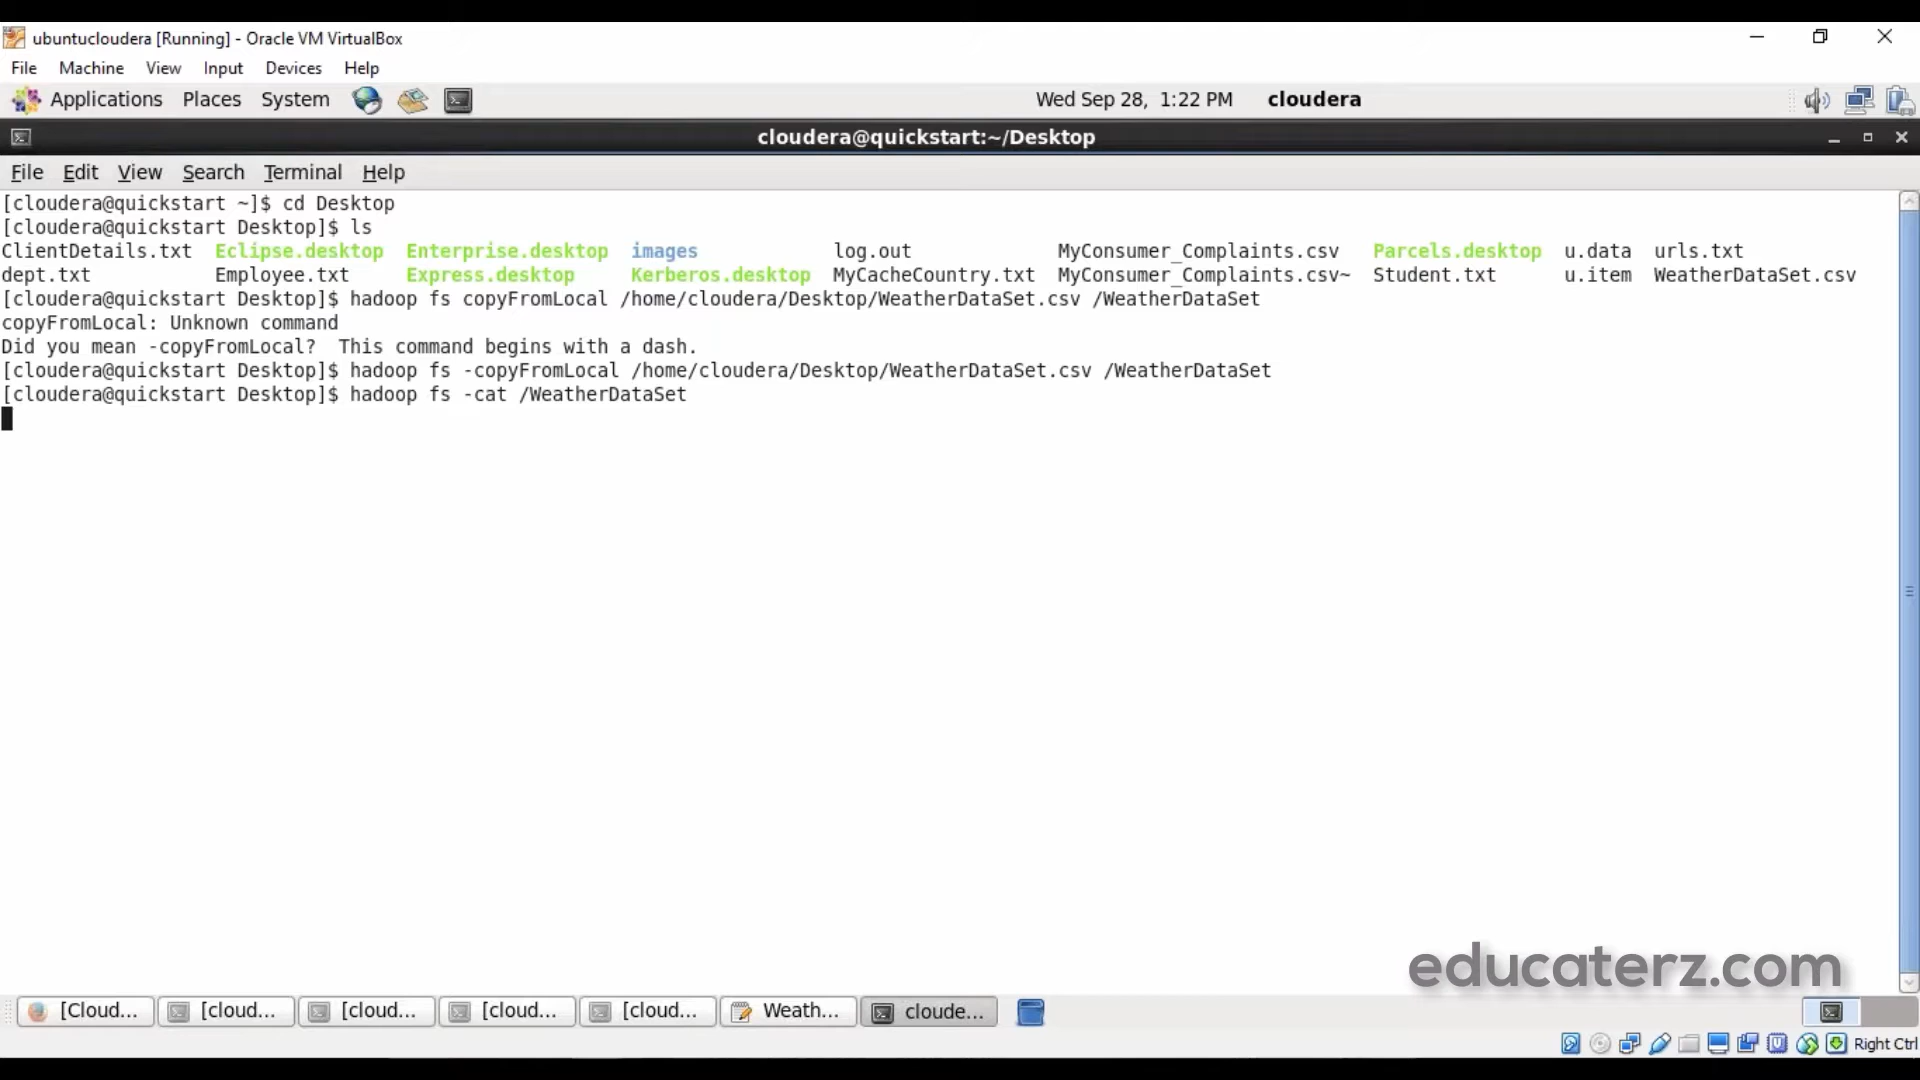 ubuntucloudera [Running] - Oracle VM VirtualBox
File Machine View Input Devices Help
Applications Places System Wed Sep 28, 1:22 PM cloudera
cloudera@quickstart:~/Desktop
File Edit View Search Terminal Help
[cloudera@quickstart ~]$ cd Desktop
[cloudera@quickstart Desktop]$ ls
ClientDetails.txt Eclipse.desktop Enterprise.desktop images log.out MyConsumer_Complaints.csv Parcels.desktop u.data urls.txt
dept.txt Employee.txt Express.desktop Kerberos.desktop MyCacheCountry.txt MyConsumer_Complaints.csv~ Student.txt u.item WeatherDataSet.csv
[cloudera@quickstart Desktop]$ hadoop fs copyFromLocal /home/cloudera/Desktop/WeatherDataSet.csv /WeatherDataSet
copyFromLocal: Unknown command
Did you mean -copyFromLocal? This command begins with a dash.
[cloudera@quickstart Desktop]$ hadoop fs -copyFromLocal /home/cloudera/Desktop/WeatherDataSet.csv /WeatherDataSet
[cloudera@quickstart Desktop]$ hadoop fs -cat /WeatherDataSet
educaterz.com
[Cloud... [cloud... [cloud... [cloud... [cloud... Weath... cloude...
Right Ctrl